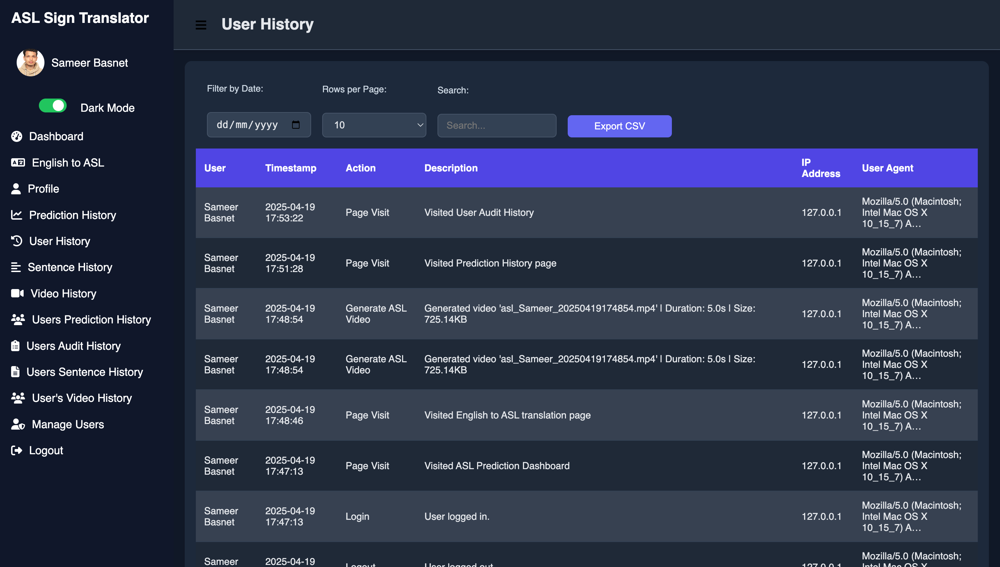 ASL Sign Translator
Sameer Basnet
Dark Mode
Dashboard
English to ASL
Profile
Prediction History
User History
Sentence History
Video History
Users Prediction History
Users Audit History
Users Sentence History
User's Video History
Manage Users
Logout
User History
Filter by Date:
Rows per Page:
Search:
dd/mm/yyyy
10
Search...
Export CSV
User
Timestamp
Action
Description
IP
Address
User Agent
Sameer
Basnet
2025-04-19
17:53:22
Page Visit
Visited User Audit History
127.0.0.1
Mozilla/5.0 (Macintosh;
Intel Mac OS X
10_15_7) A...
Sameer
Basnet
2025-04-19
17:51:28
Page Visit
Visited Prediction History page
127.0.0.1
Mozilla/5.0 (Macintosh;
Intel Mac OS X
10_15_7) A...
Sameer
Basnet
2025-04-19
17:48:54
Generate ASL
Video
Generated video 'asl_Sameer_20250419174854.mp4' | Duration: 5.0s | Size:
725.14KB
127.0.0.1
Mozilla/5.0 (Macintosh;
Intel Mac OS X
10_15_7) A...
Sameer
Basnet
2025-04-19
17:48:54
Generate ASL
Video
Generated video 'asl_Sameer_20250419174854.mp4' | Duration: 5.0s | Size:
725.14KB
127.0.0.1
Mozilla/5.0 (Macintosh;
Intel Mac OS X
10_15_7) A...
Sameer
Basnet
2025-04-19
17:48:46
Page Visit
Visited English to ASL translation page
127.0.0.1
Mozilla/5.0 (Macintosh;
Intel Mac OS X
10_15_7) A...
Sameer
Basnet
2025-04-19
17:47:13
Page Visit
Visited ASL Prediction Dashboard
127.0.0.1
Mozilla/5.0 (Macintosh;
Intel Mac OS X
10_15_7) A...
Sameer
Basnet
2025-04-19
17:47:13
Login
User logged in.
127.0.0.1
Mozilla/5.0 (Macintosh;
Intel Mac OS X
10_15_7) A...
Sameer
2025-04-19
Logout
User logged out
127.0.0.1
Mozilla/5.0 (Macintosh;
Intel Mac OS X